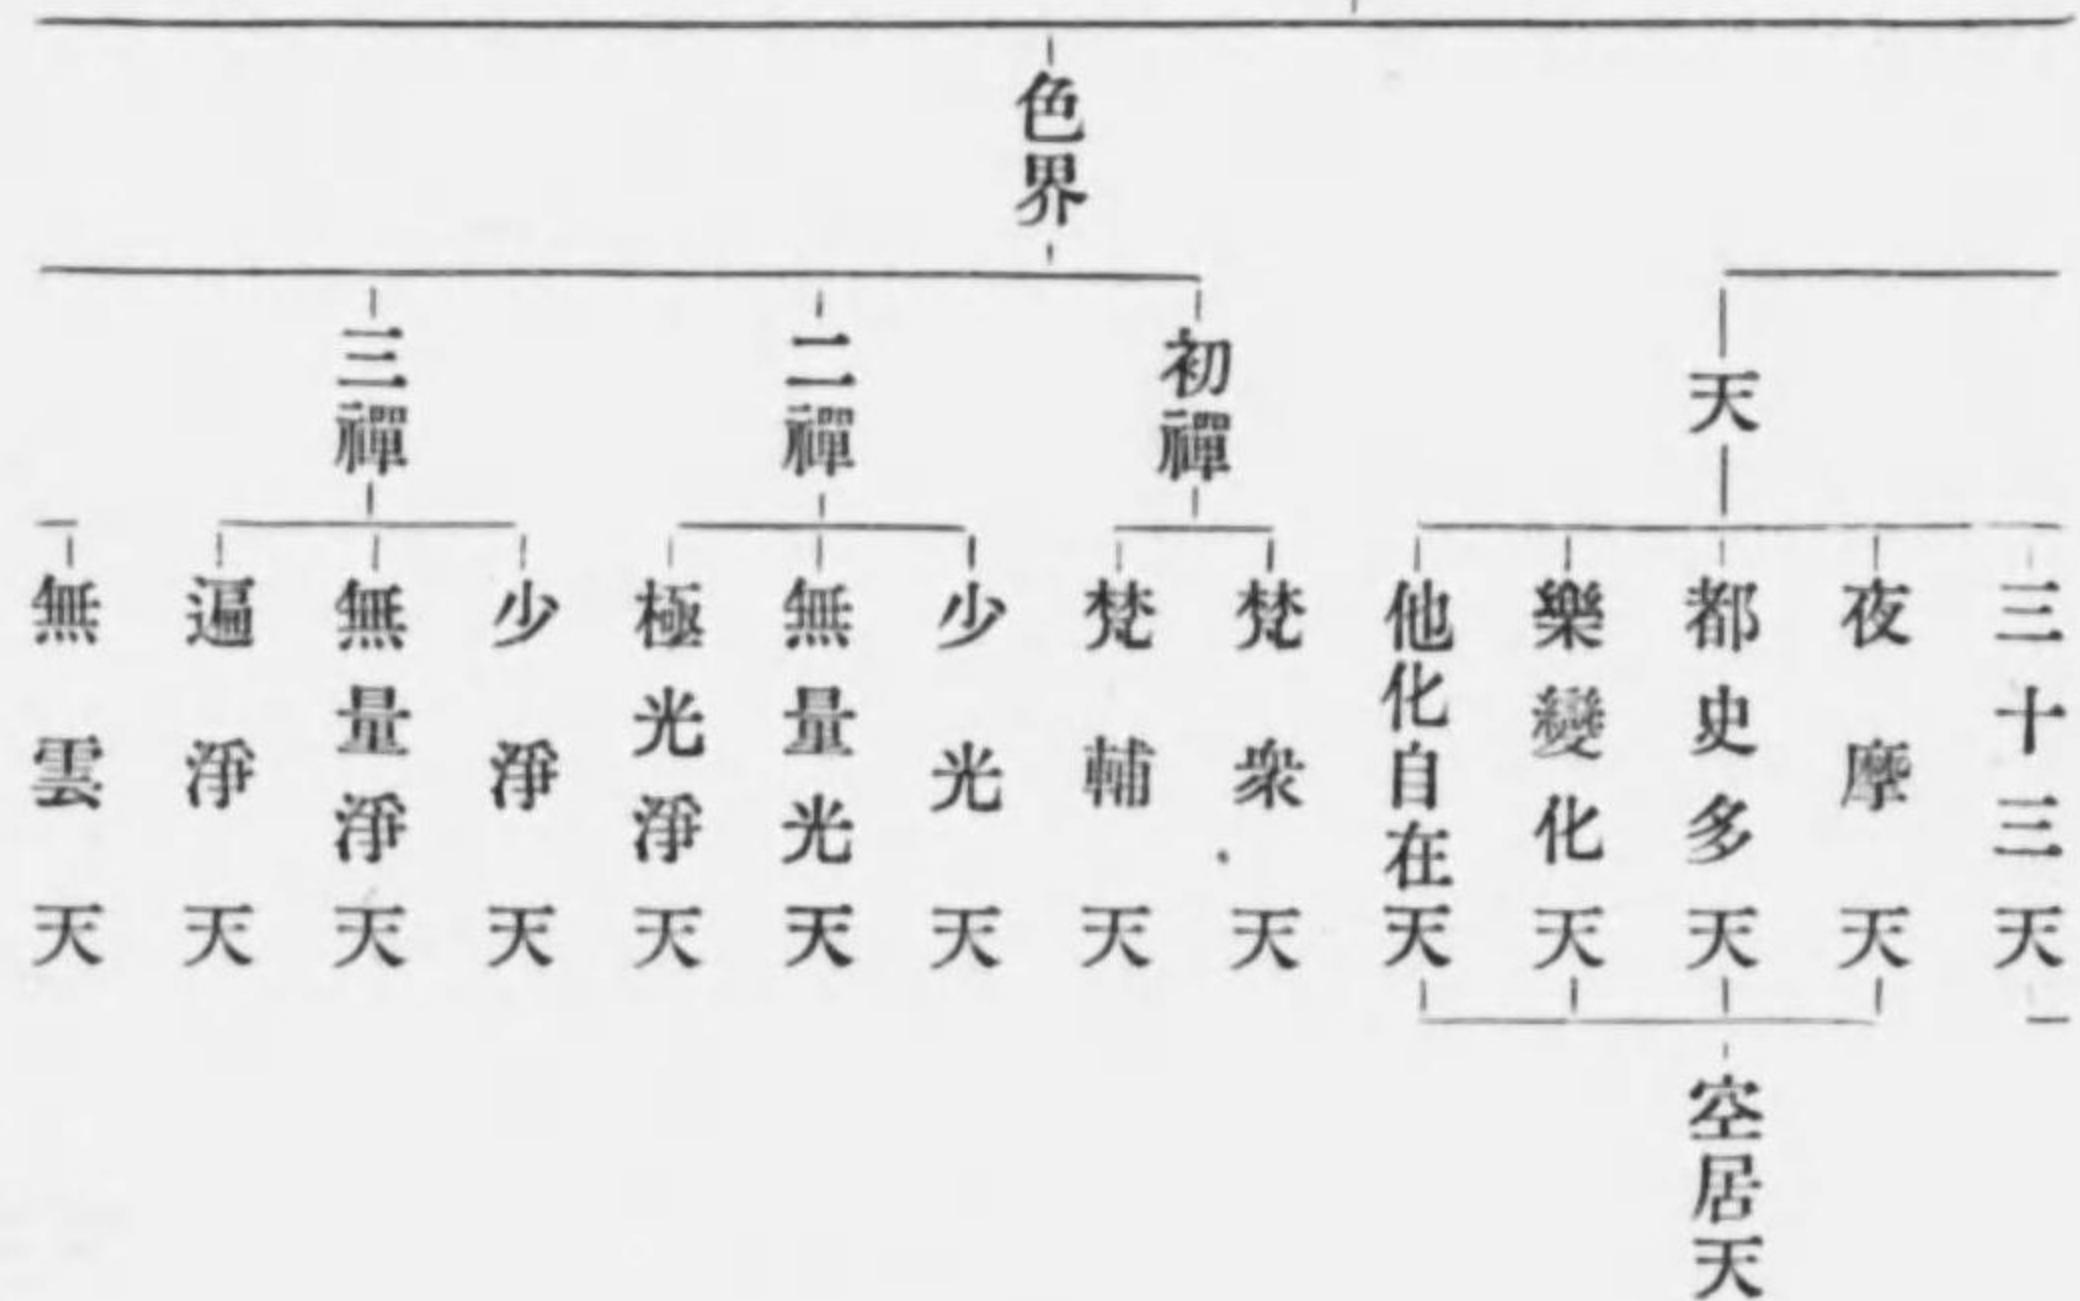 色界
天
初禪
二禪
三禪
三十三天
夜摩天
都史多天
樂變化天
他化自在天
梵衆天
梵輔天
少光天
無量光天
極光淨天
少淨天
無量淨天
遍淨天
無雲天
空居天